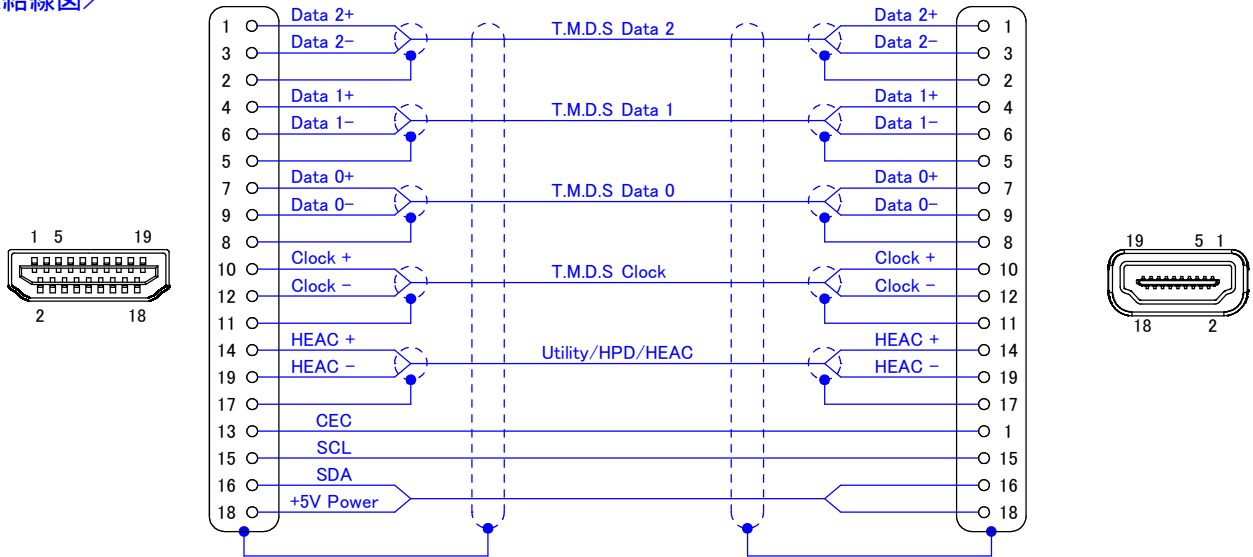 結線図>
1 Data 2+ T.M.D.S Data 2 Data 2+ 1
3 Data 2- Data 2- 3
2 2
4 Data 1+ T.M.D.S Data 1 Data 1+ 4
6 Data 1- Data 1- 6
5 5
7 Data 0+ T.M.D.S Data 0 Data 0+ 7
9 Data 0- Data 0- 9
8 8
10 Clock + T.M.D.S Clock Clock + 10
12 Clock - Clock - 12
11 11
14 HEAC + Utility/HPD/HEAC HEAC + 14
19 HEAC - HEAC - 19
17 17
13 CEC 1
15 SCL 15
16 SDA 16
18 +5V Power 18
1 5 19
2 18
19 5 1
18 2